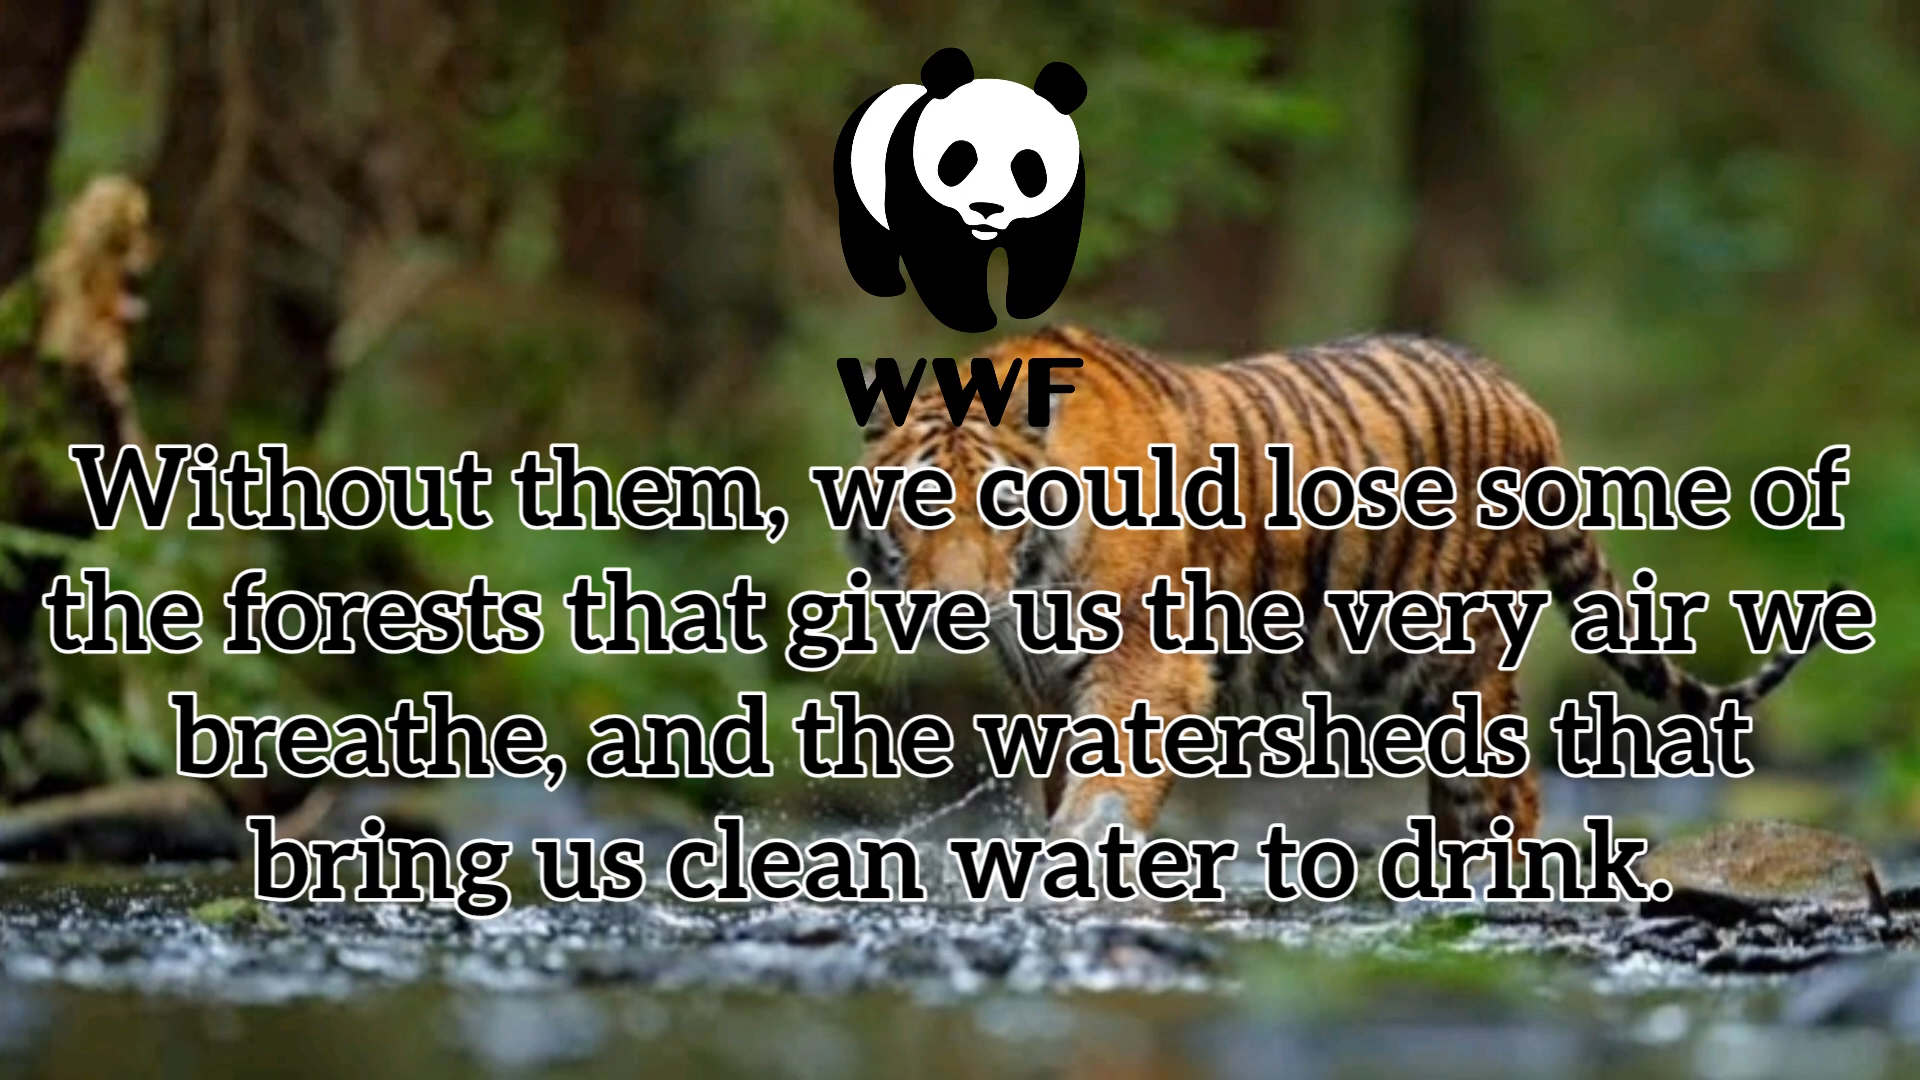 WWF
Without them, we could lose some of
the forests that give us the very air we
breathe, and the watersheds that
bring us clean water to drink.